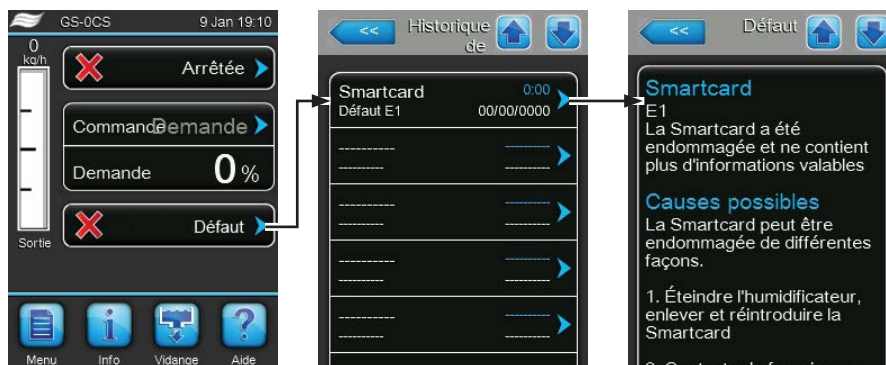 GS-0CS 9 Jan 19:10
0
kg/h
Arrêtée
Commande Demande
Demande 0 %
Défaut
Sortie
Menu Info Vidange Aide
<< Historique
de
Smartcard 0:00
Défaut E1 00/00/0000
---------- ----------
---------- ----------
---------- ----------
---------- ----------
---------- ----------
---------- ----------
---------- ----------
---------- ----------
<< Défaut
Smartcard
E1
La Smartcard a été
endommagée et ne contient
plus d'informations valables
Causes possibles
La Smartcard peut être
endommagée de différentes
façons.
1. Éteindre l'humidificateur,
enlever et réintroduire la
Smartcard